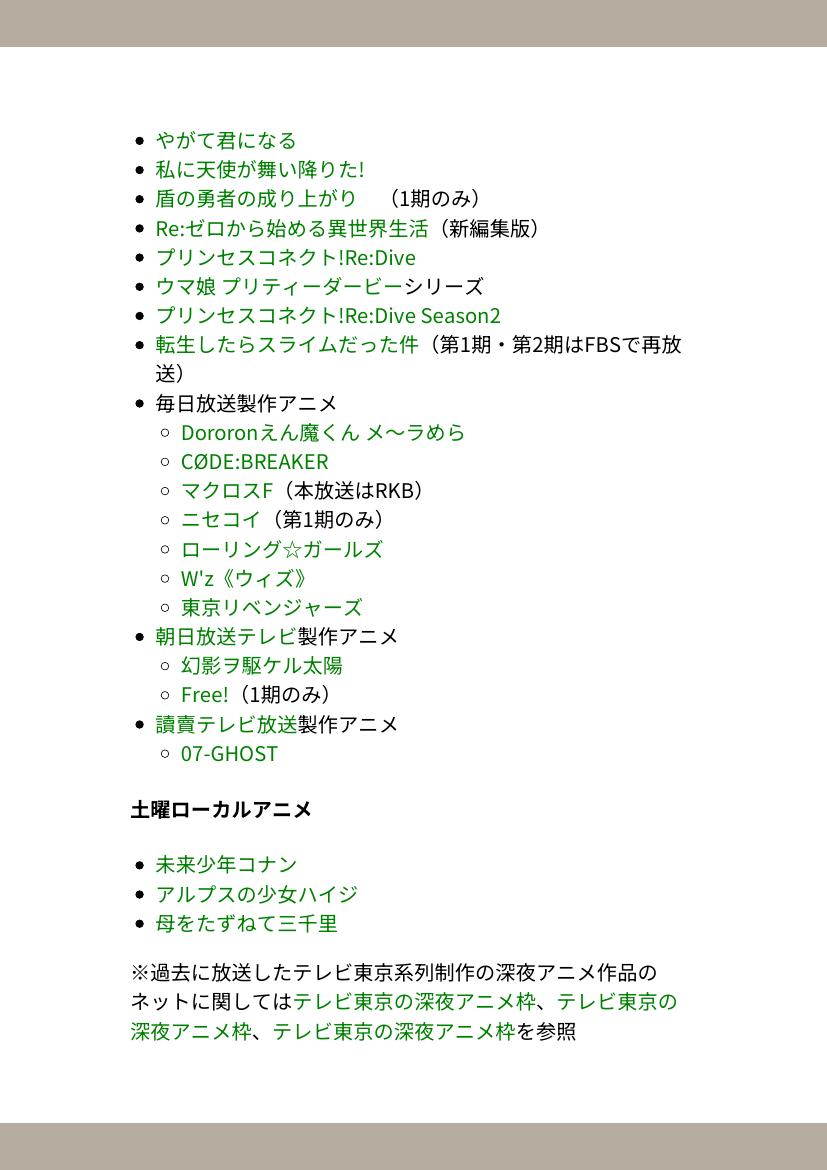 やがて君になる
私に天使が舞い降りた!
盾の勇者の成り上がり　（1期のみ）
Re:ゼロから始める異世界生活（新編集版）
プリンセスコネクト!Re:Dive
ウマ娘 プリティーダービーシリーズ
プリンセスコネクト!Re:Dive Season2
転生したらスライムだった件（第1期・第2期はFBSで再放
送）
毎日放送製作アニメ
Dororonえん魔くん メ〜ラめら
CØDE:BREAKER
マクロスF（本放送はRKB）
ニセコイ（第1期のみ）
ローリング☆ガールズ
W'z《ウィズ》
東京リベンジャーズ
朝日放送テレビ製作アニメ
幻影ヲ駆ケル太陽
Free!（1期のみ）
讀賣テレビ放送製作アニメ
07-GHOST
土曜ローカルアニメ
未来少年コナン
アルプスの少女ハイジ
母をたずねて三千里
※過去に放送したテレビ東京系列制作の深夜アニメ作品の
ネットに関してはテレビ東京の深夜アニメ枠、テレビ東京の
深夜アニメ枠、テレビ東京の深夜アニメ枠を参照